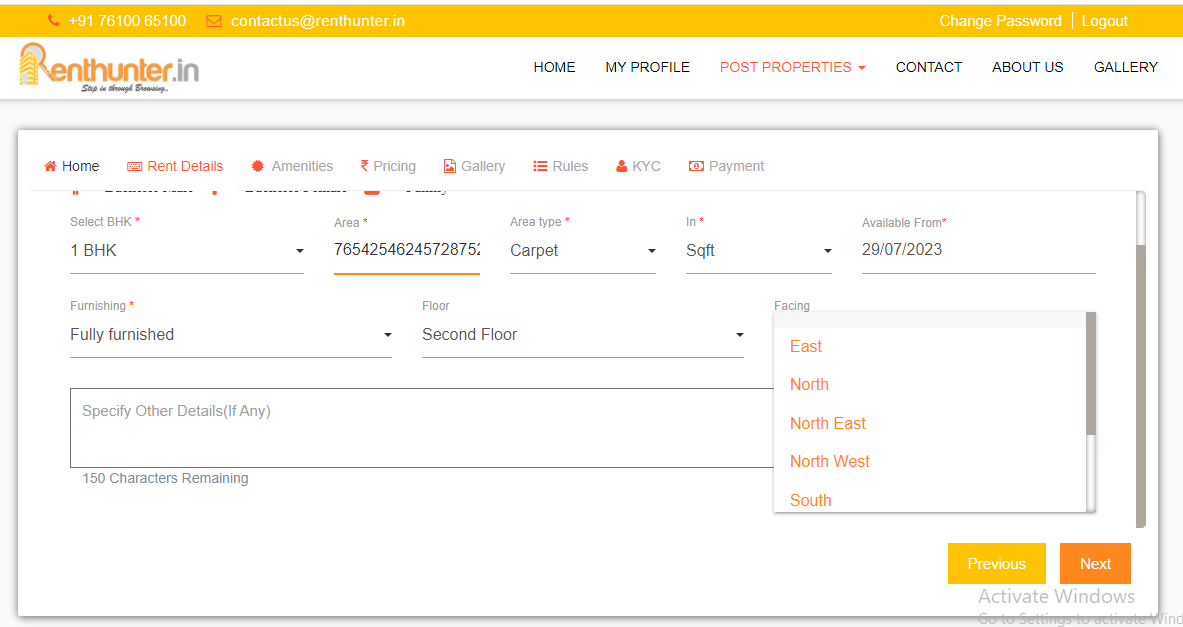 +91 76100 65100 contactus@renthunter.in Change Password Logout
Renthunter.in
Step in through Browsing..
HOME MY PROFILE POST PROPERTIES CONTACT ABOUT US GALLERY
Home Rent Details Amenities ₹ Pricing Gallery Rules KYC Payment
Select BHK * Area * Area type * In * Available From*
1 BHK 76542546245728752 Carpet Sqft 29/07/2023
Furnishing * Floor Facing
Fully furnished Second Floor
East
North
North East
North West
South
Specify Other Details(If Any)
150 Characters Remaining
Previous Next
Activate Windows
Go to Settings to activate Wind